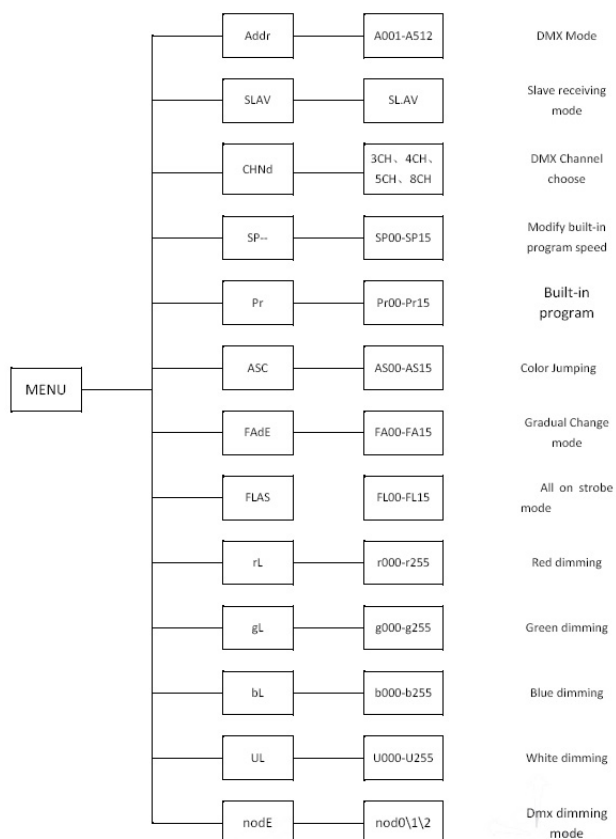 Addr A001-A512 DMX Mode
SLAV SL.AV Slave receiving
mode
CHNd 3CH、4CH、
5CH、8CH DMX Channel
choose
SP-- SP00-SP15 Modify built-in
program speed
Pr Pr00-Pr15 Built-in
program
ASC AS00-AS15 Color Jumping
MENU
FAdE FA00-FA15 Gradual Change
mode
FLAS FL00-FL15 All on strobe
mode
rL r000-r255 Red dimming
gL g000-g255 Green dimming
bL b000-b255 Blue dimming
UL U000-U255 White dimming
nodE nod0\1\2 Dmx dimming
mode